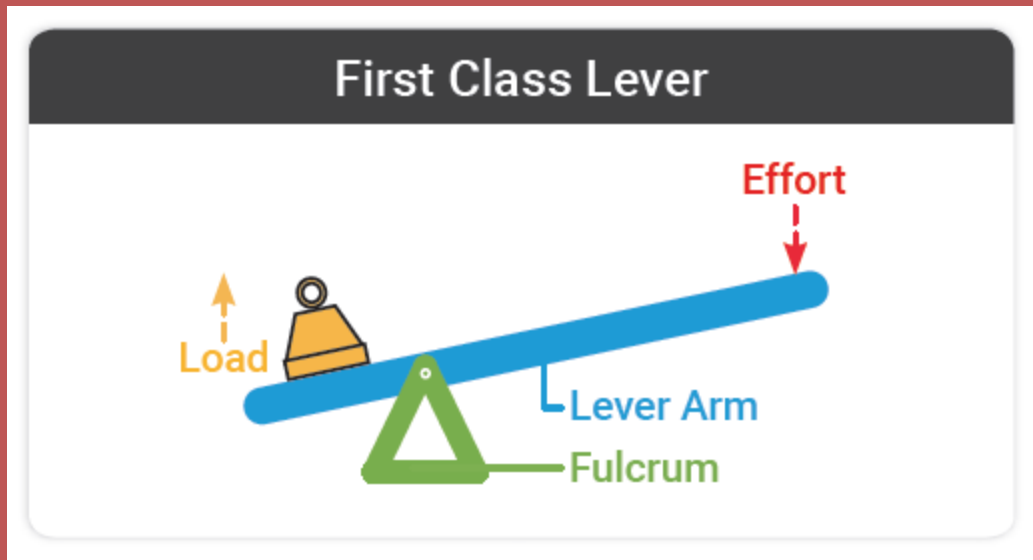 First Class Lever
Effort
Load
Lever Arm
Fulcrum